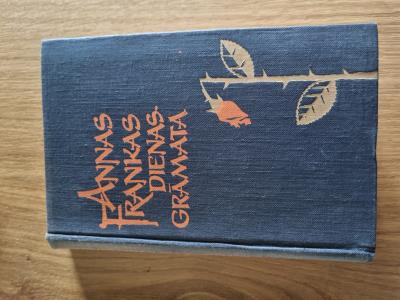 ANNAS
FRANKAS
DIENAS-
GRĀMATA